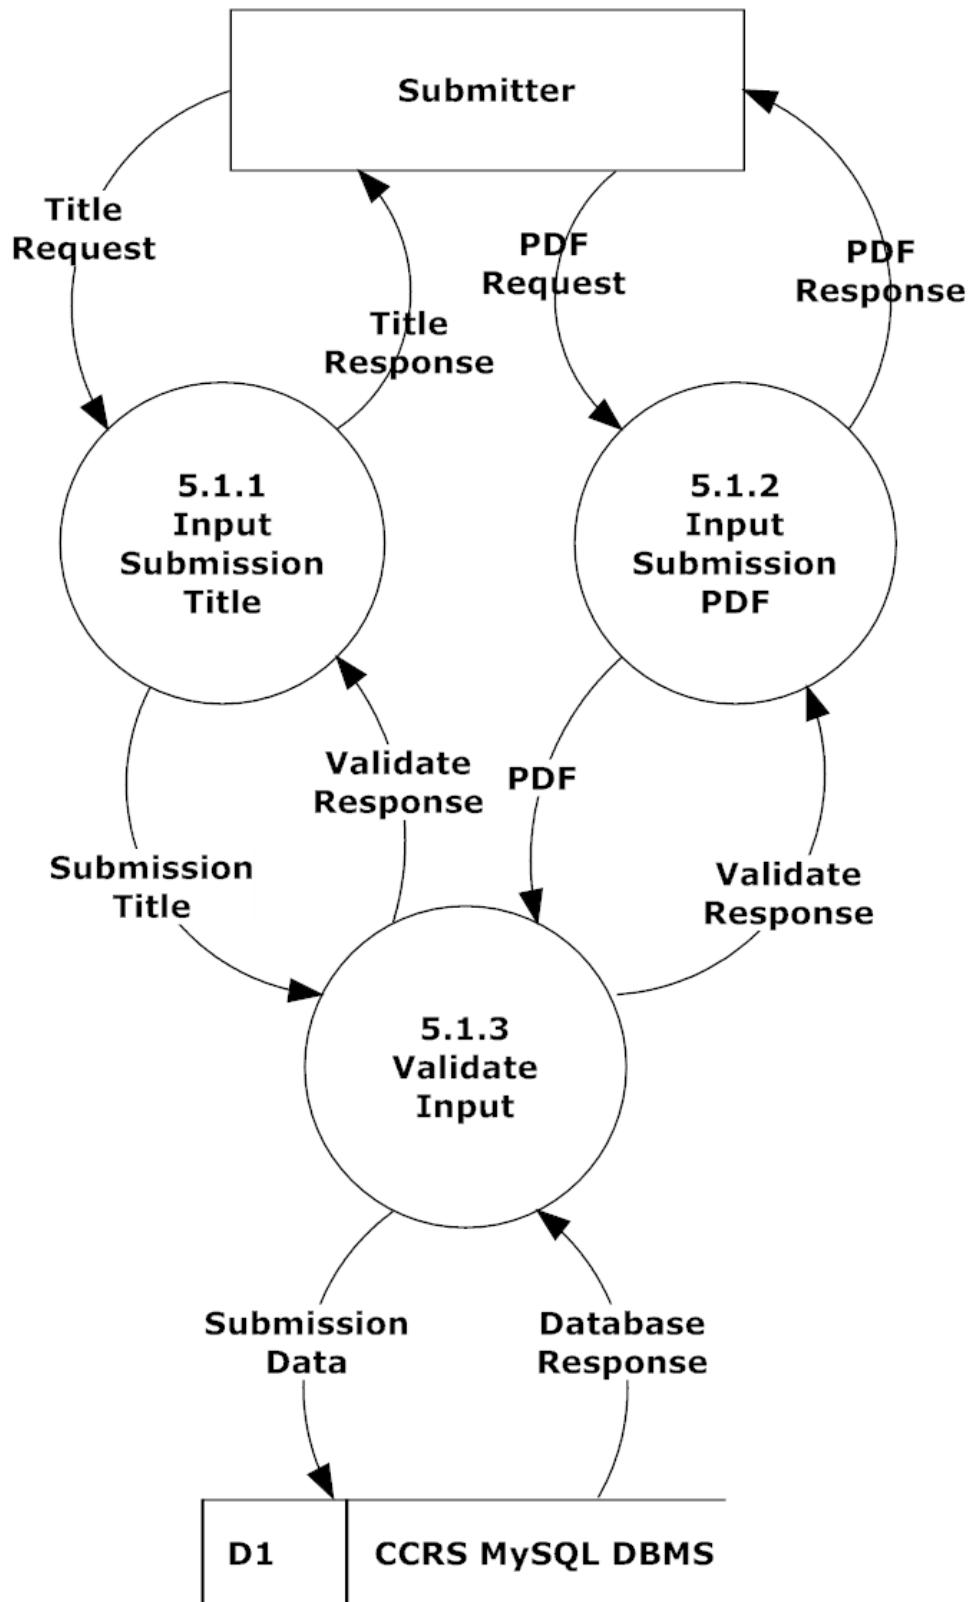 Submitter
Title
Request
PDF
Request
PDF
Response
Title
Response
5.1.1
Input
Submission
Title
5.1.2
Input
Submission
PDF
Validate
Response
PDF
Submission
Title
Validate
Response
5.1.3
Validate
Input
Submission
Data
Database
Response
D1
CCRS MySQL DBMS